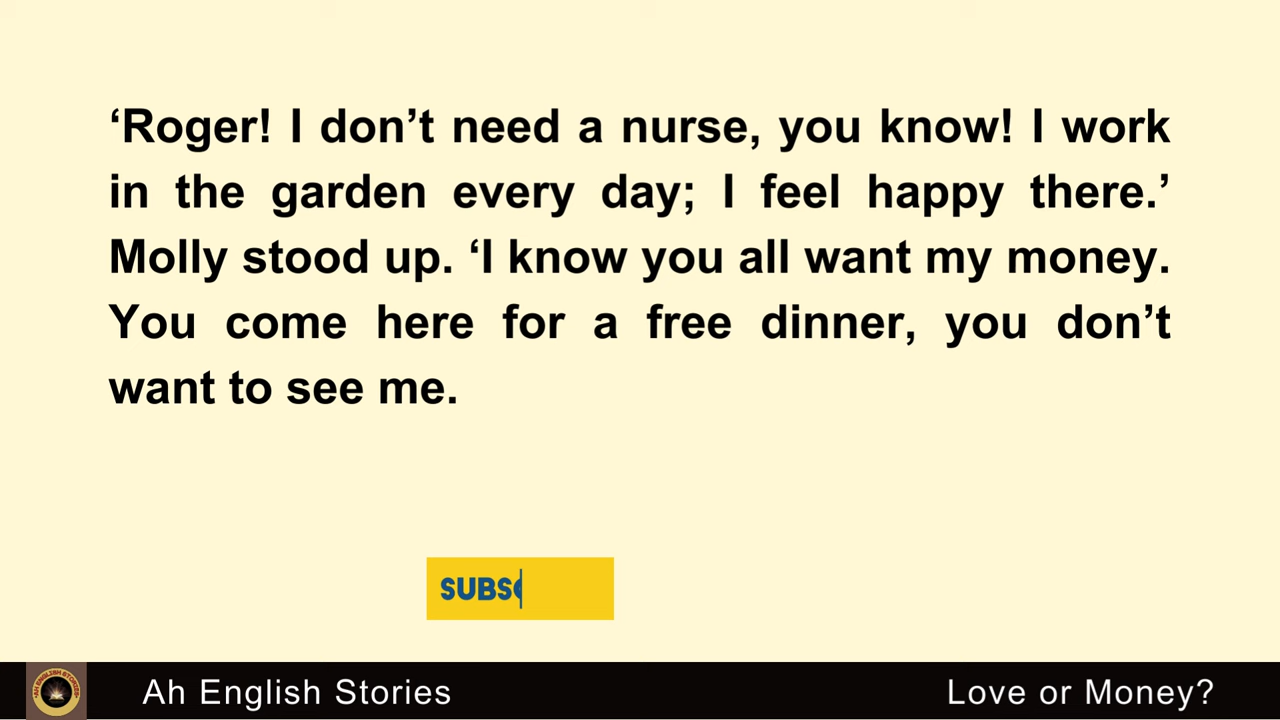 ‘Roger! I don’t need a nurse, you know! I work
in the garden every day; I feel happy there.’
Molly stood up. ‘I know you all want my money.
You come here for a free dinner, you don’t
want to see me.
SUBS
Ah English Stories
Love or Money?